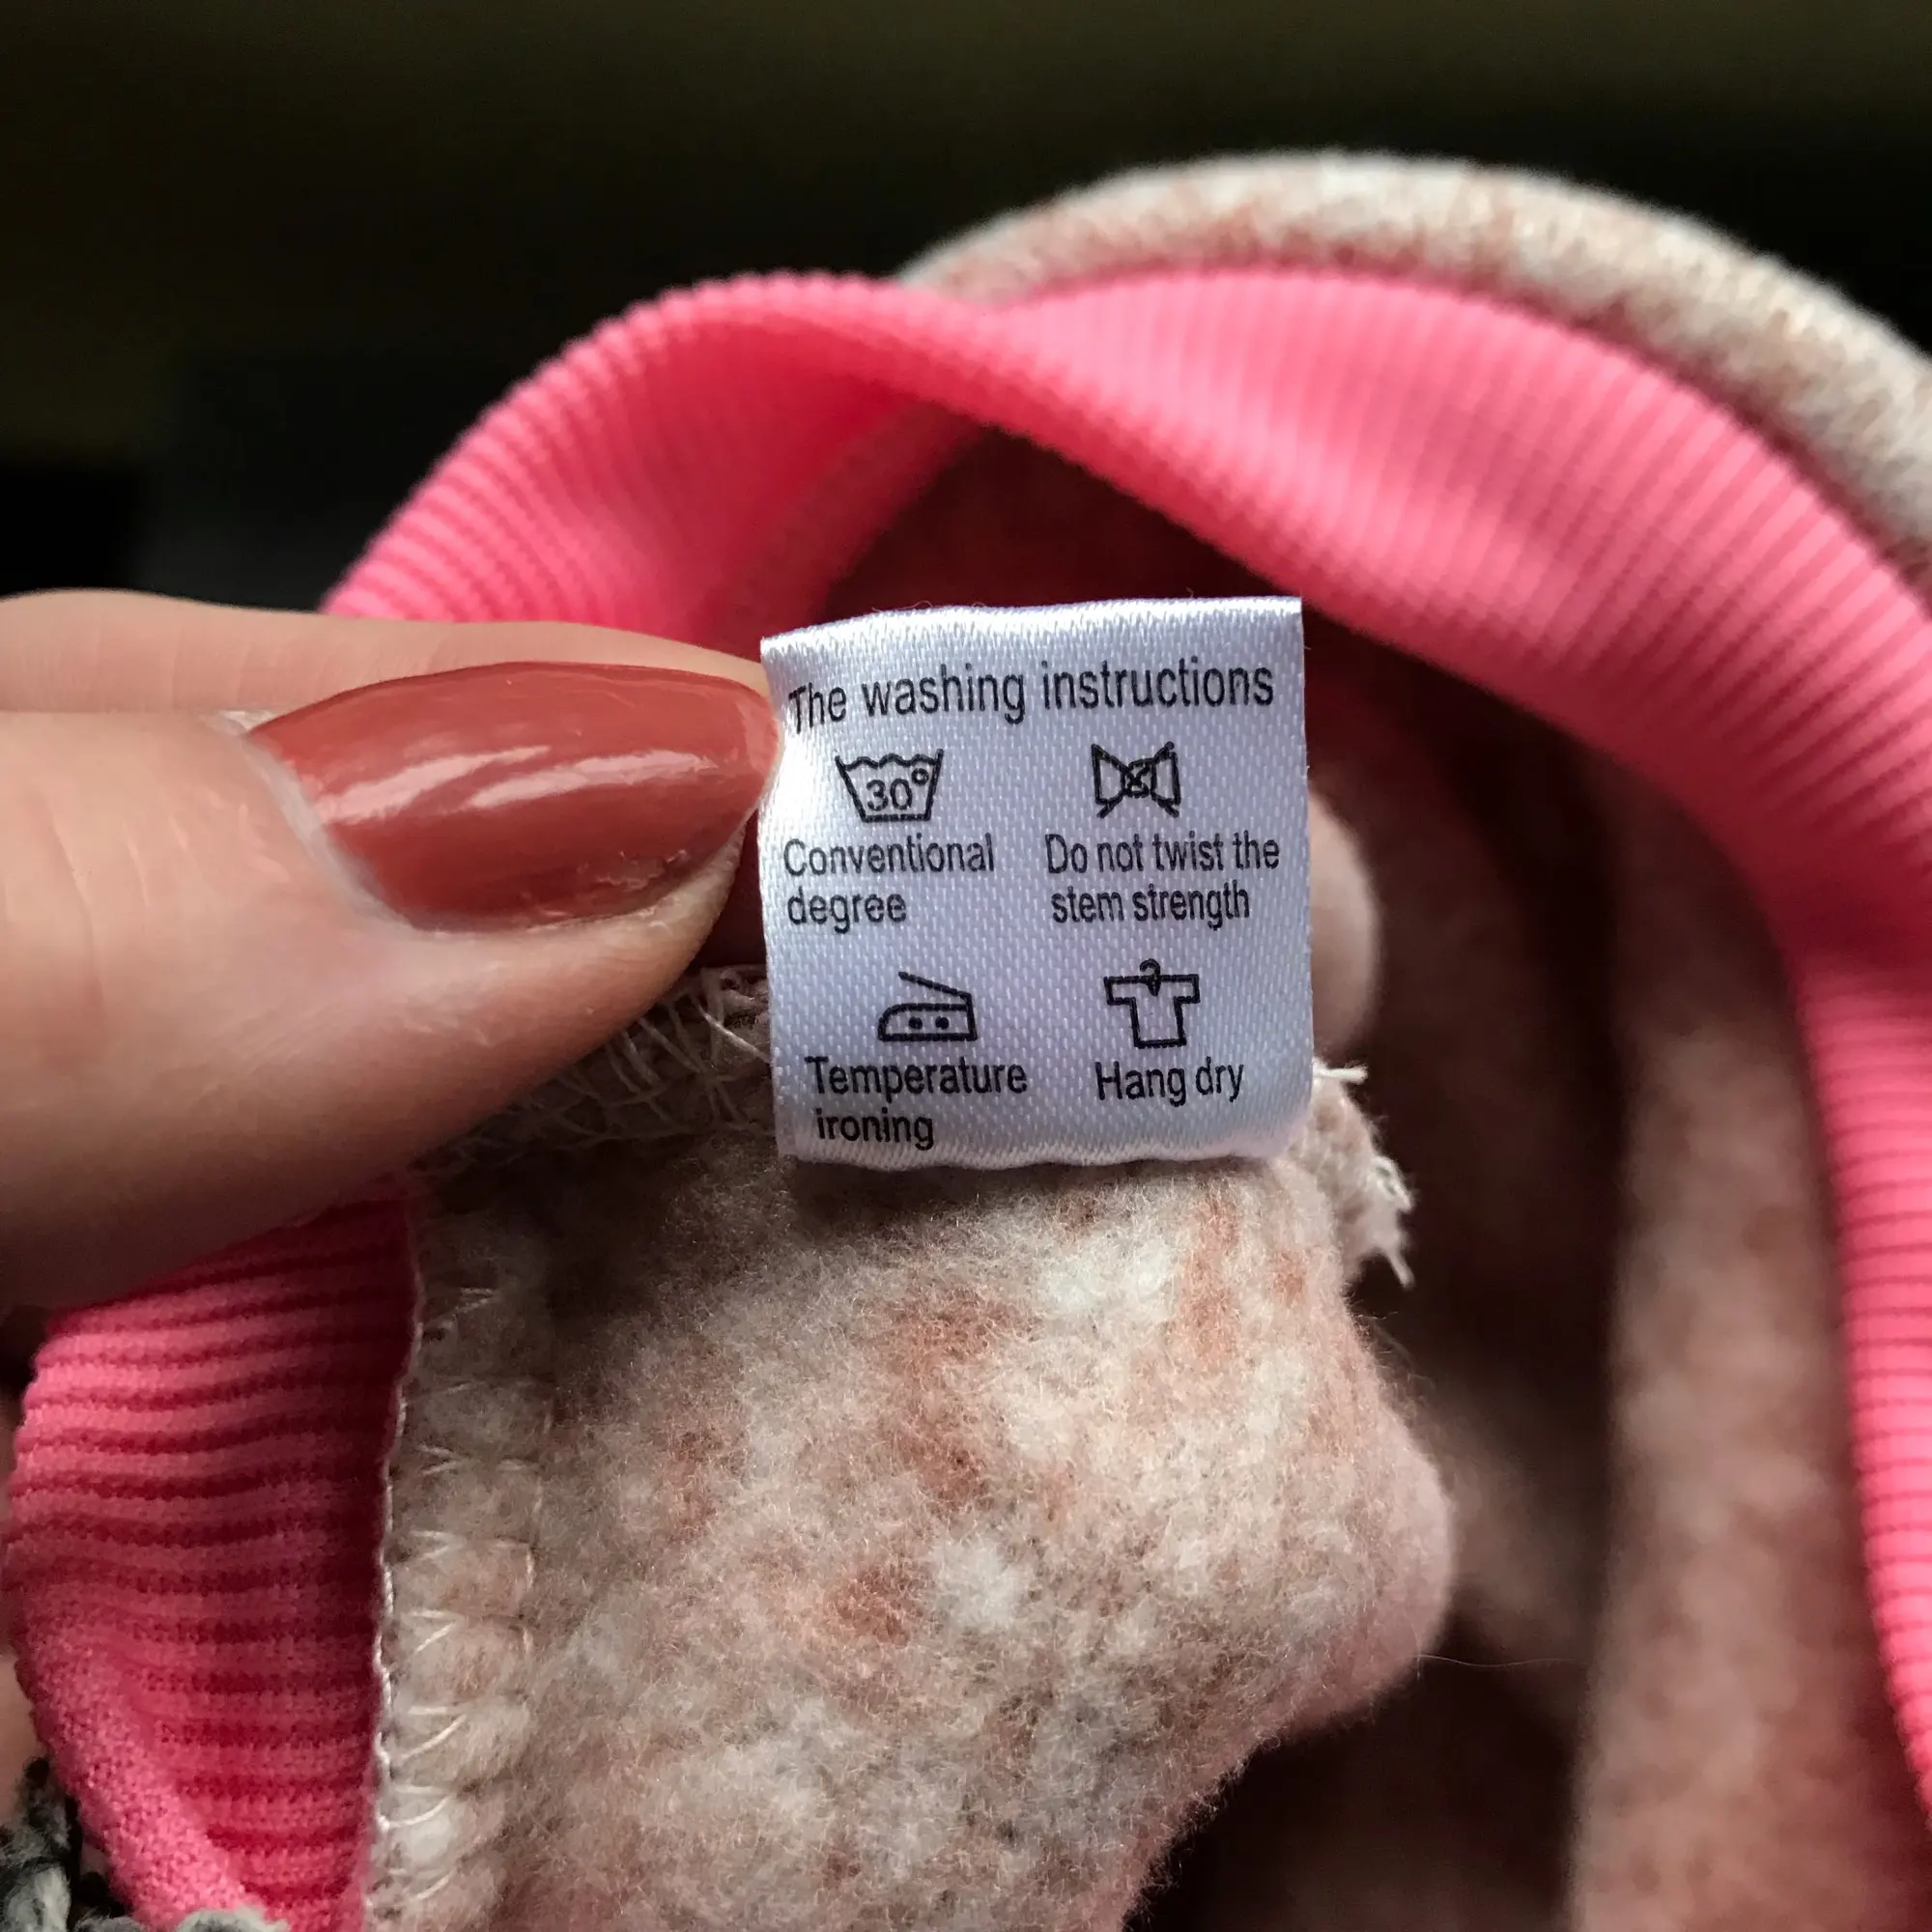 The washing instructions
30°
Conventional degree
Do not twist the stem strength
Temperature ironing
Hang dry